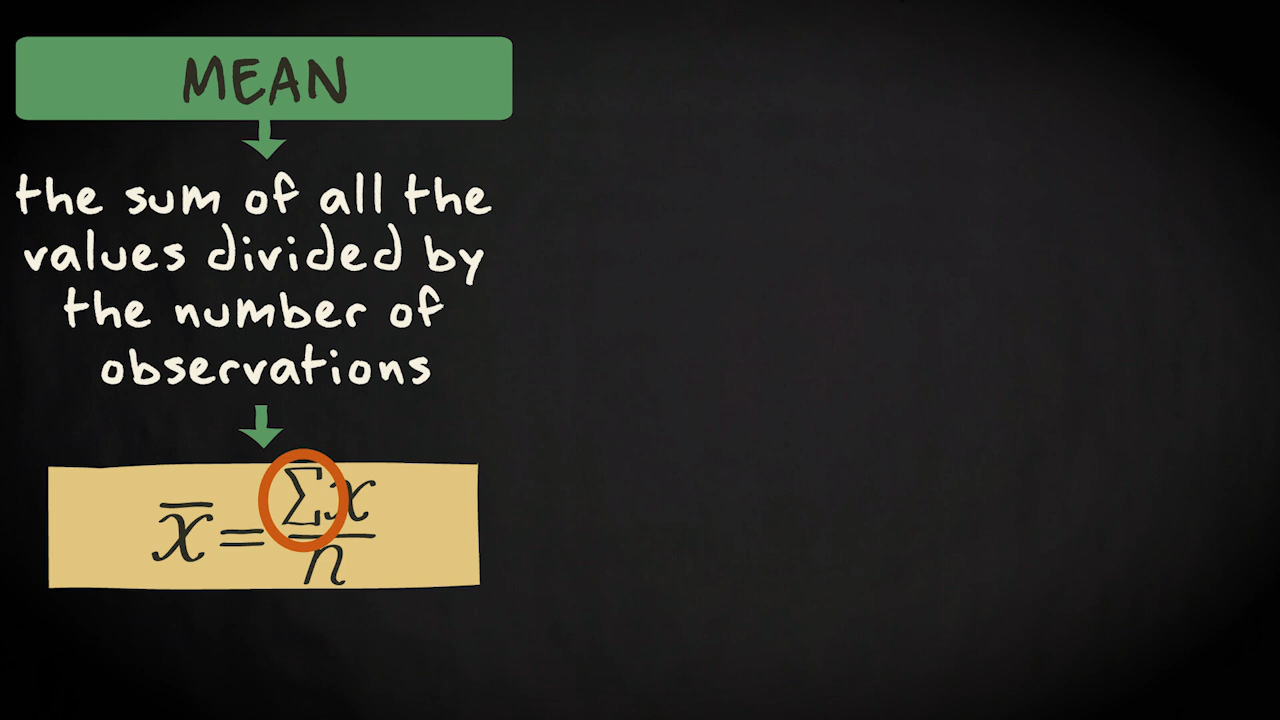 MEAN
the sum of all the
values divided by
the number of
observations
x̄ = Σx / n